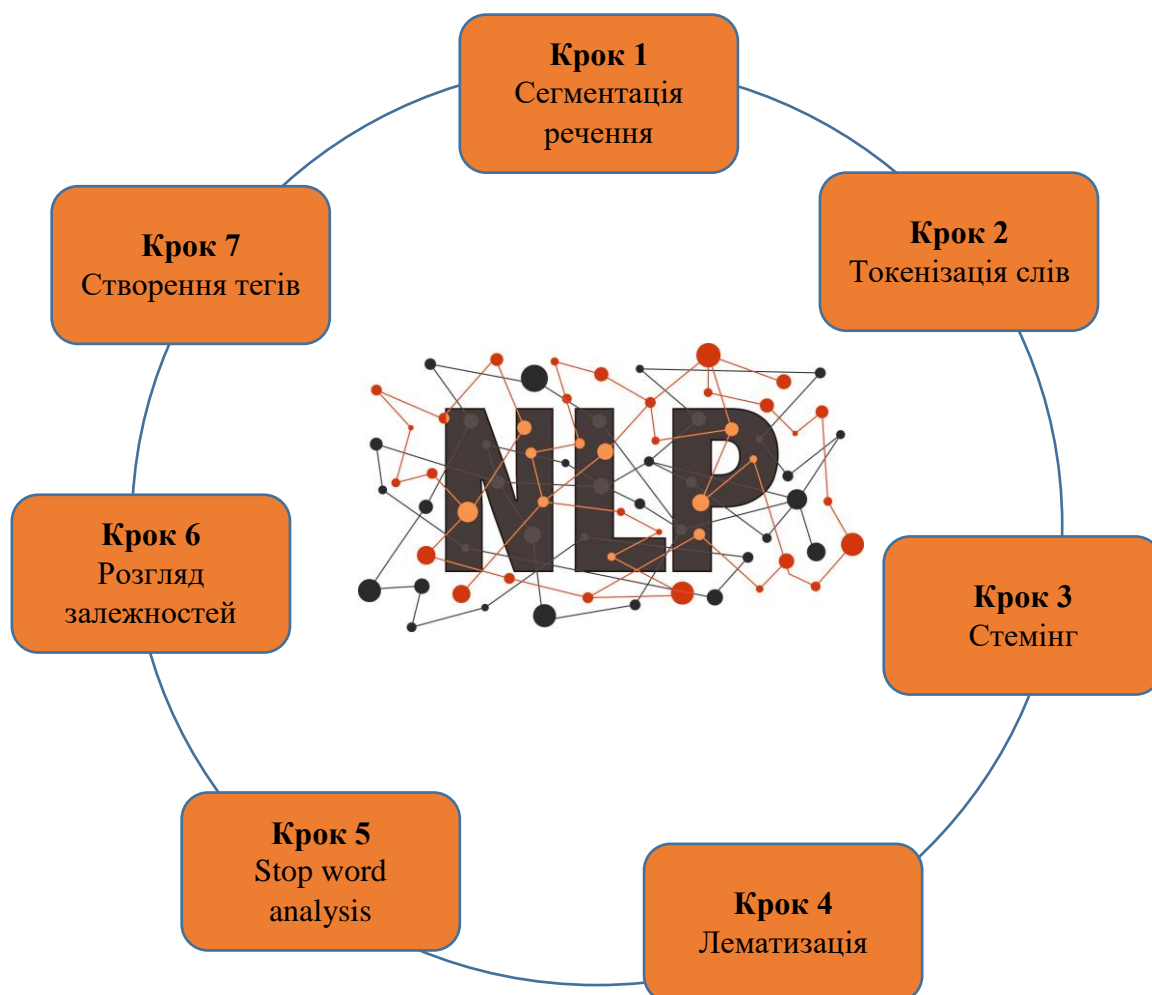 Крок 1
Сегментація
речення
Крок 2
Токенізація слів
Крок 3
Стемінг
Крок 4
Лематизація
Крок 5
Stop word
analysis
Крок 6
Розгляд
залежностей
Крок 7
Створення тегів
NLP